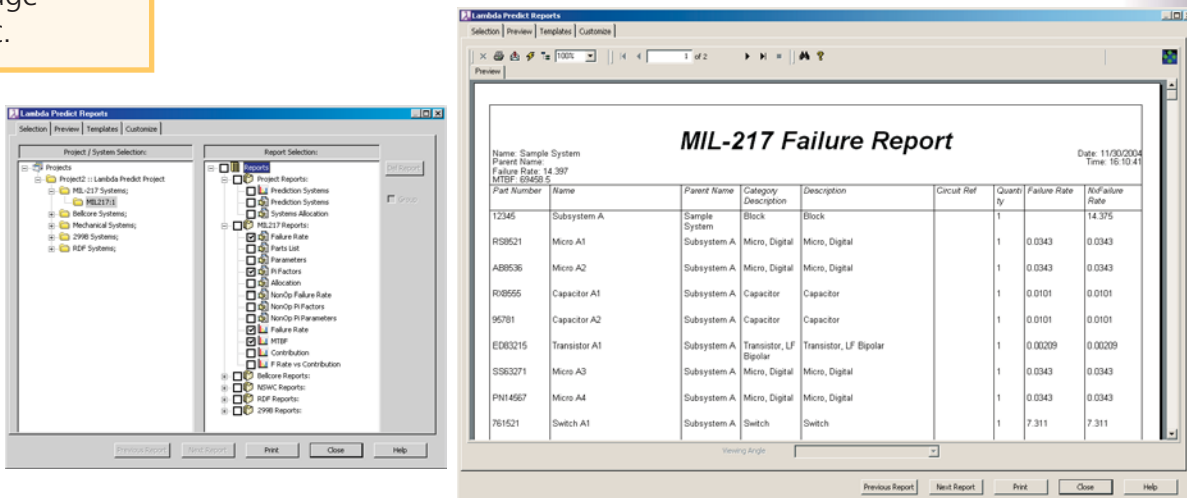 .
Lambda Predict Reports
Selection Preview Templates Customize
Project / System Selection:
Projects
Project2 :: Lambda Predict Project
MIL-217 Systems;
MIL217:1
Bellcore Systems;
Mechanical Systems;
299B Systems;
RDF Systems;
Report Selection:
Reports
Project Reports:
Prediction Systems
Prediction Systems
Systems Allocation
MIL217 Reports:
Failure Rate
Parts List
Parameters
Pi Factors
Allocation
NonOp Failure Rate
NonOp Pi Factors
NonOp Pi Parameters
Failure Rate
MTBF
Contribution
F Rate vs Contribution
Bellcore Reports:
NSWC Reports:
RDF Reports:
299B Reports:
Del Report
Group
Previous Report Next Report Print Close Help
Lambda Predict Reports
Selection Preview Templates Customize
100% 1 of 2
Preview
MIL-217 Failure Report
Name: Sample System
Parent Name:
Failure Rate: 14.397
MTBF: 69458.5
Date: 11/30/2004
Time: 16:10:41
Part Number Name Parent Name Category Description Description Circuit Ref Quantity Failure Rate NxFailure Rate
12345 Subsystem A Sample System Block Block 1 14.375
RS8521 Micro A1 Subsystem A Micro, Digital Micro, Digital 1 0.0343 0.0343
AB8536 Micro A2 Subsystem A Micro, Digital Micro, Digital 1 0.0343 0.0343
RX8555 Capacitor A1 Subsystem A Capacitor Capacitor 1 0.0101 0.0101
95781 Capacitor A2 Subsystem A Capacitor Capacitor 1 0.0101 0.0101
ED83215 Transistor A1 Subsystem A Transistor, LF Bipolar Transistor, LF Bipolar 1 0.00209 0.00209
SS63271 Micro A3 Subsystem A Micro, Digital Micro, Digital 1 0.0343 0.0343
PN14567 Micro A4 Subsystem A Micro, Digital Micro, Digital 1 0.0343 0.0343
761521 Switch A1 Subsystem A Switch Switch 1 7.311 7.311
Viewing Angle
Previous Report Next Report Print Close Help